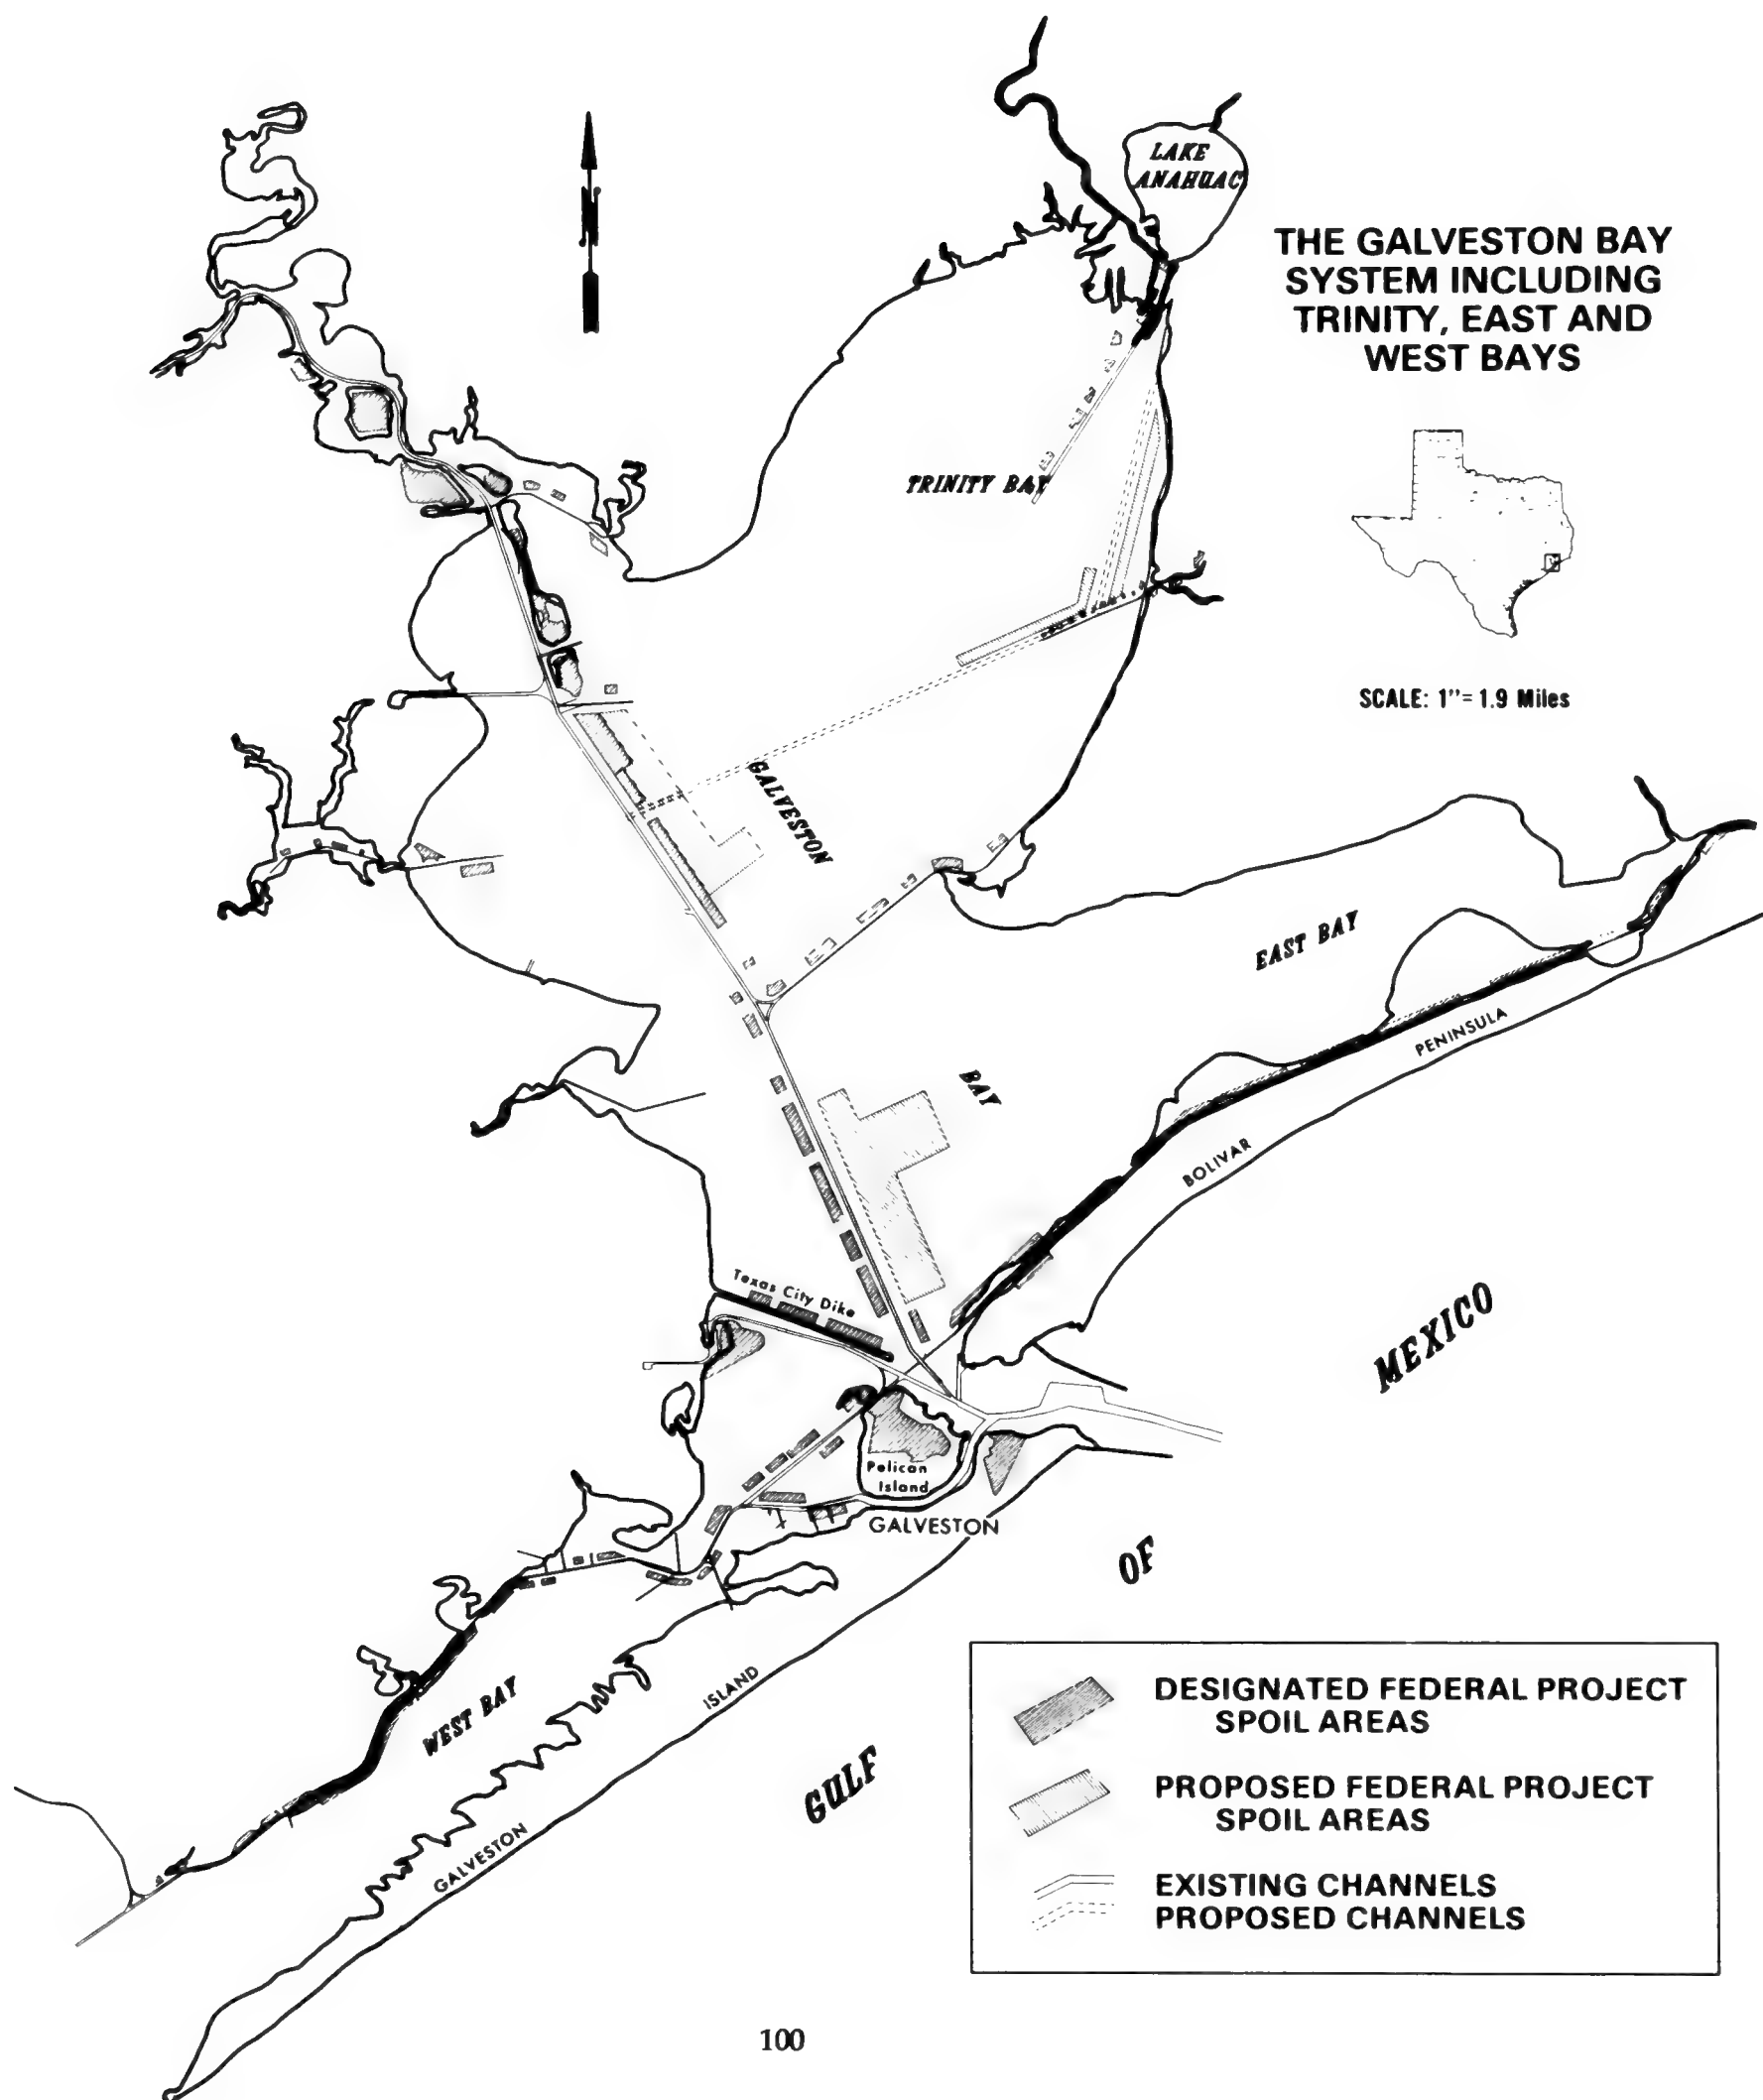 LAKE
ANAHUAC
THE GALVESTON BAY
SYSTEM INCLUDING
TRINITY, EAST AND
WEST BAYS
N
TRINITY BAY
SCALE: 1"= 1.9 Miles
GALVESTON
EAST BAY
PENINSULA
BAY
BOLIVAR
Texas City Dike
MEXICO
Pelican
Island
GALVESTON
OF
ISLAND
WEST BAY
GULF
GALVESTON
DESIGNATED FEDERAL PROJECT
SPOIL AREAS
PROPOSED FEDERAL PROJECT
SPOIL AREAS
EXISTING CHANNELS
PROPOSED CHANNELS
100